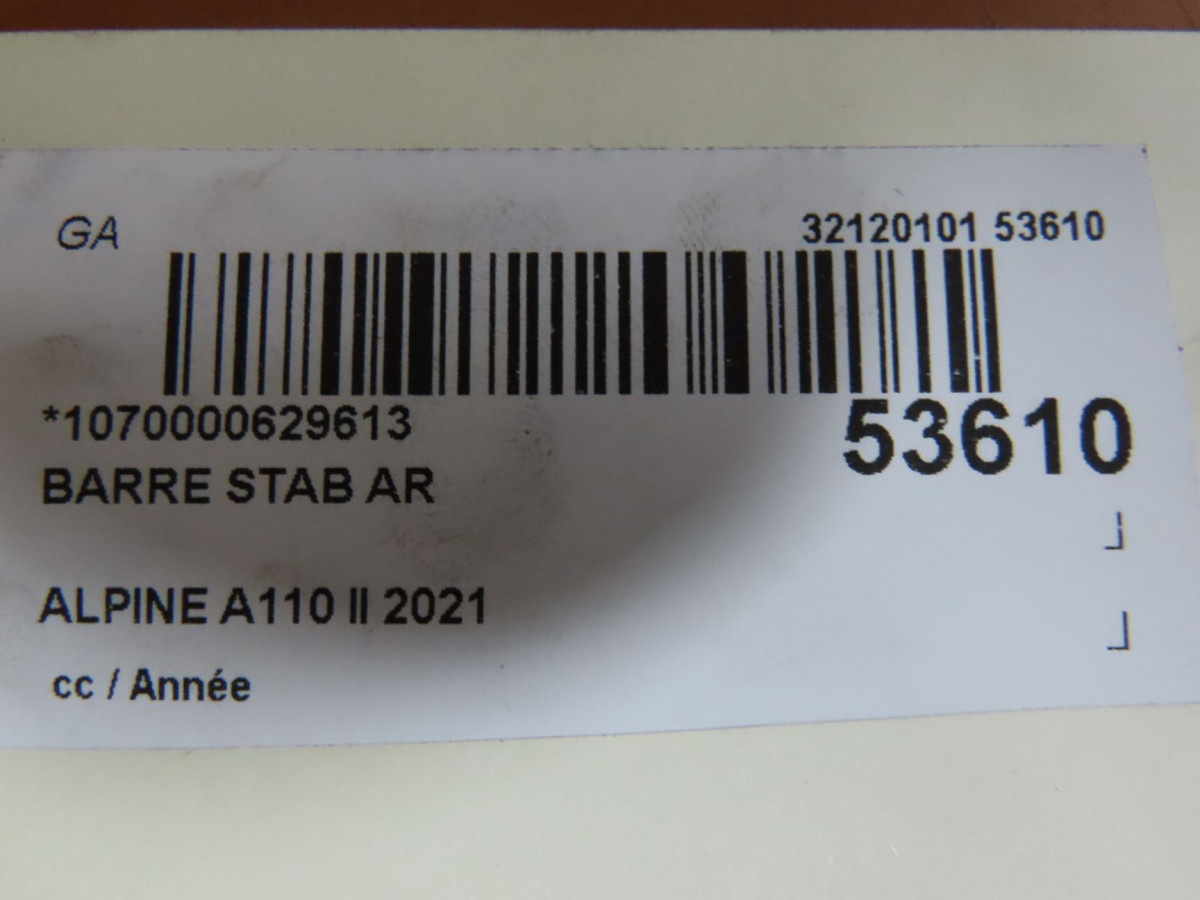 GA
32120101 53610
*1070000629613
53610
BARRE STAB AR
ALPINE A110 II 2021
cc / Année